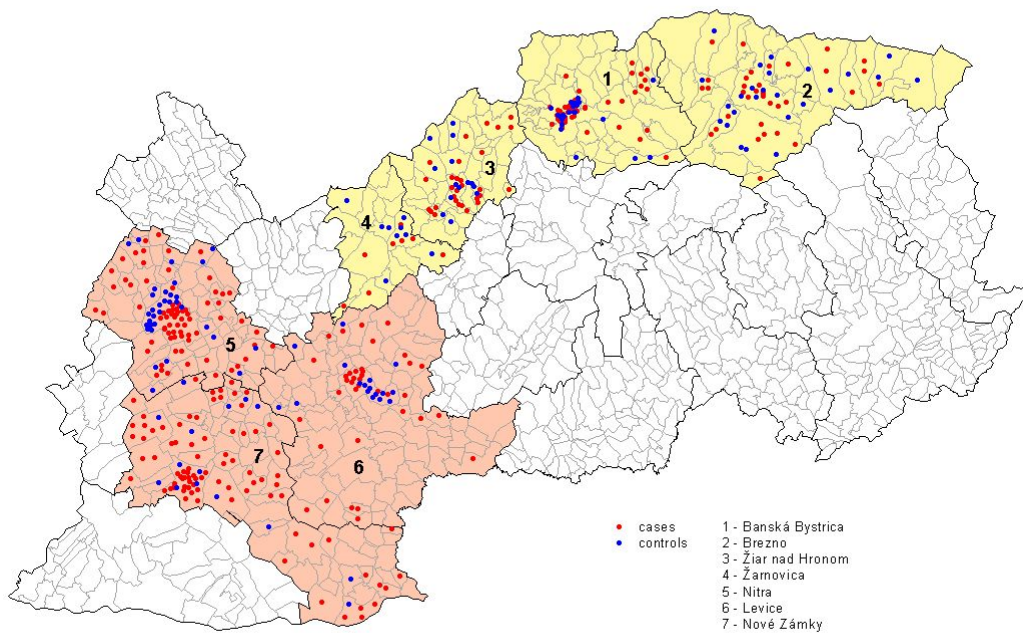 1
2
3
4
5
6
7
cases
controls
1 - Banská Bystrica
2 - Brezno
3 - Žiar nad Hronom
4 - Žarnovica
5 - Nitra
6 - Levice
7 - Nové Zámky